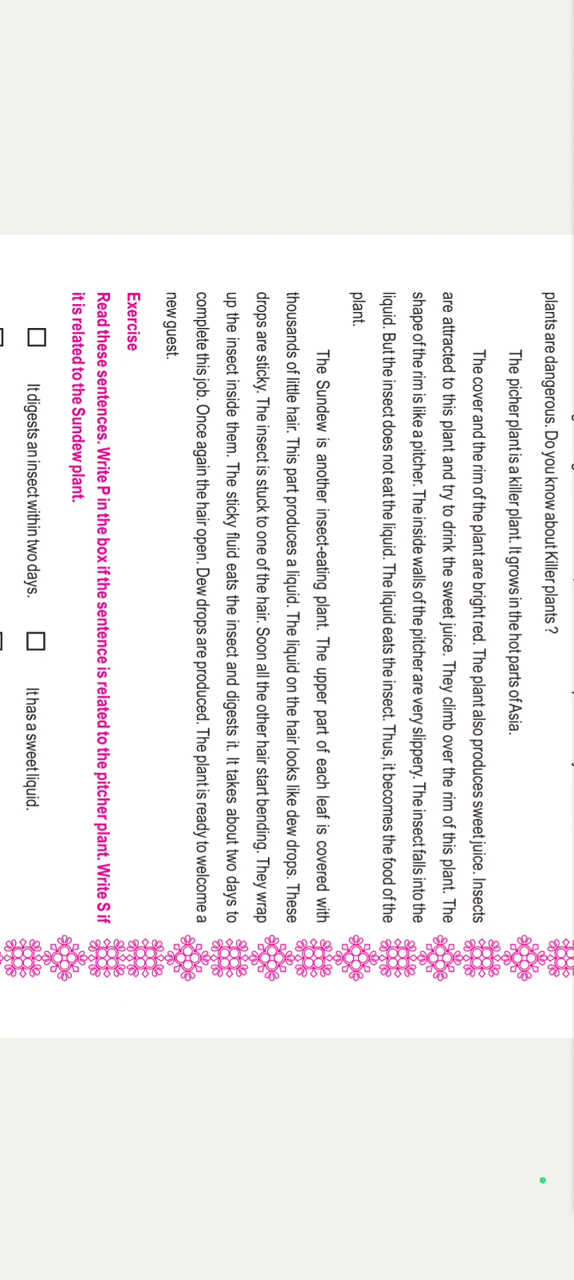 plants are dangerous. Do you know about Killer plants ?
The picher plant is a killer plant. It grows in the hot parts of Asia.
The cover and the rim of the plant are bright red. The plant also produces sweet juice. Insects
are attracted to this plant and try to drink the sweet juice. They climb over the rim of this plant. The
shape of the rim is like a pitcher. The inside walls of the pitcher are very slippery. The insect falls into the
liquid. But the insect does not eat the liquid. The liquid eats the insect. Thus, it becomes the food of the
plant.
The Sundew is another insect-eating plant. The upper part of each leaf is covered with
thousands of little hair. This part produces a liquid. The liquid on the hair looks like dew drops. These
drops are sticky. The insect is stuck to one of the hair. Soon all the other hair start bending. They wrap
up the insect inside them. The sticky fluid eats the insect and digests it. It takes about two days to
complete this job. Once again the hair open. Dew drops are produced. The plant is ready to welcome a
new guest.
Exercise
Read these sentences. Write P in the box if the sentence is related to the pitcher plant. Write S if
it is related to the Sundew plant.
It digests an insect within two days. It has a sweet liquid.